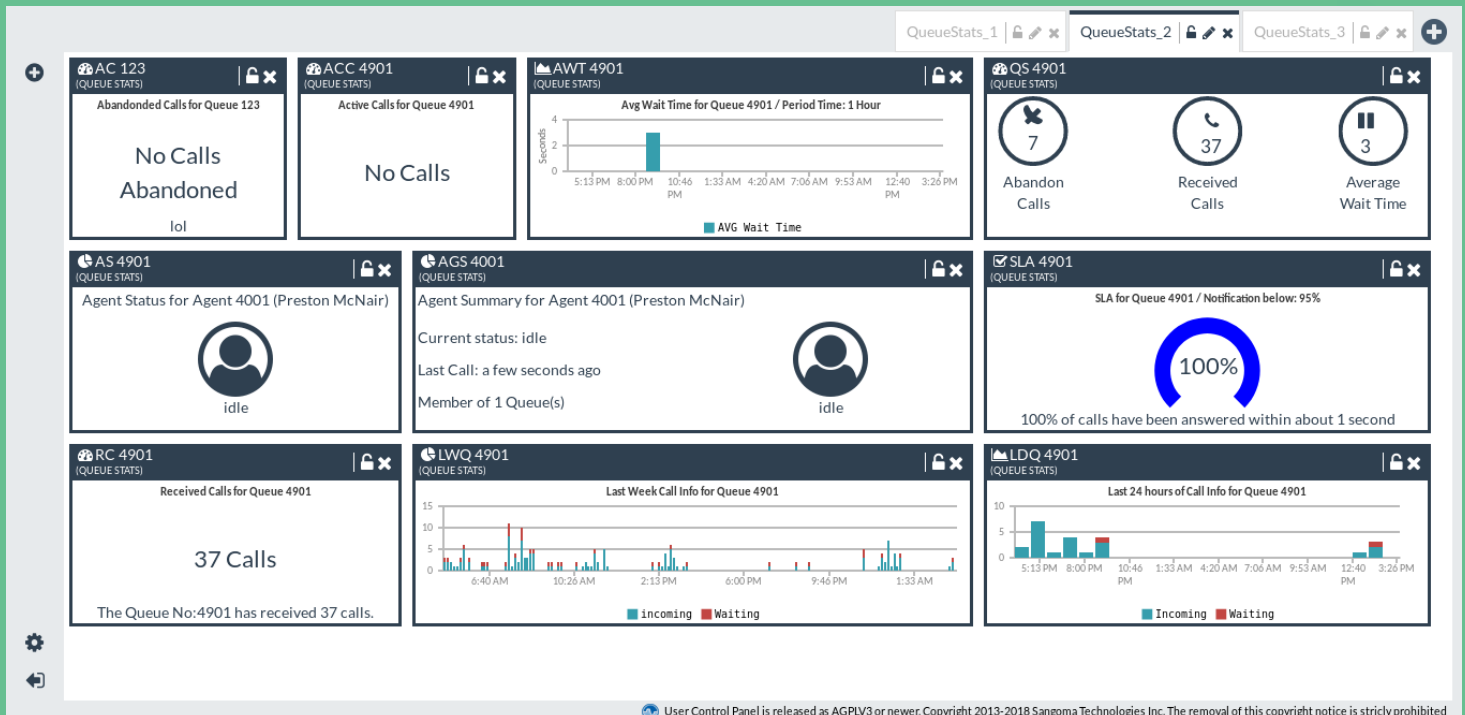 QueueStats_1
QueueStats_2
QueueStats_3
AC 123
(QUEUE STATS)
Abandonded Calls for Queue 123
No Calls
Abandoned
lol
ACC 4901
(QUEUE STATS)
Active Calls for Queue 4901
No Calls
AWT 4901
(QUEUE STATS)
Avg Wait Time for Queue 4901 / Period Time: 1 Hour
Seconds
4
2
0
5:13 PM 8:00 PM 10:46 PM 1:33 AM 4:20 AM 7:06 AM 9:53 AM 12:40 PM 3:26 PM
AVG Wait Time
QS 4901
(QUEUE STATS)
7
Abandon
Calls
37
Received
Calls
3
Average
Wait Time
AS 4901
(QUEUE STATS)
Agent Status for Agent 4001 (Preston McNair)
idle
AGS 4001
(QUEUE STATS)
Agent Summary for Agent 4001 (Preston McNair)
Current status: idle
Last Call: a few seconds ago
Member of 1 Queue(s)
idle
SLA 4901
(QUEUE STATS)
SLA for Queue 4901 / Notification below: 95%
100%
100% of calls have been answered within about 1 second
RC 4901
(QUEUE STATS)
Received Calls for Queue 4901
37 Calls
The Queue No:4901 has received 37 calls.
LWQ 4901
(QUEUE STATS)
Last Week Call Info for Queue 4901
15
10
5
0
6:40 AM 10:26 AM 2:13 PM 6:00 PM 9:46 PM 1:33 AM
incoming Waiting
LDQ 4901
(QUEUE STATS)
Last 24 hours of Call Info for Queue 4901
10
5
0
5:13 PM 8:00 PM 10:46 PM 1:33 AM 4:20 AM 7:06 AM 9:53 AM 12:40 PM 3:26 PM
Incoming Waiting
User Control Panel is released as AGPLV3 or newer. Copyright 2013-2018 Sangoma Technologies Inc. The removal of this copyright notice is stricly prohibited